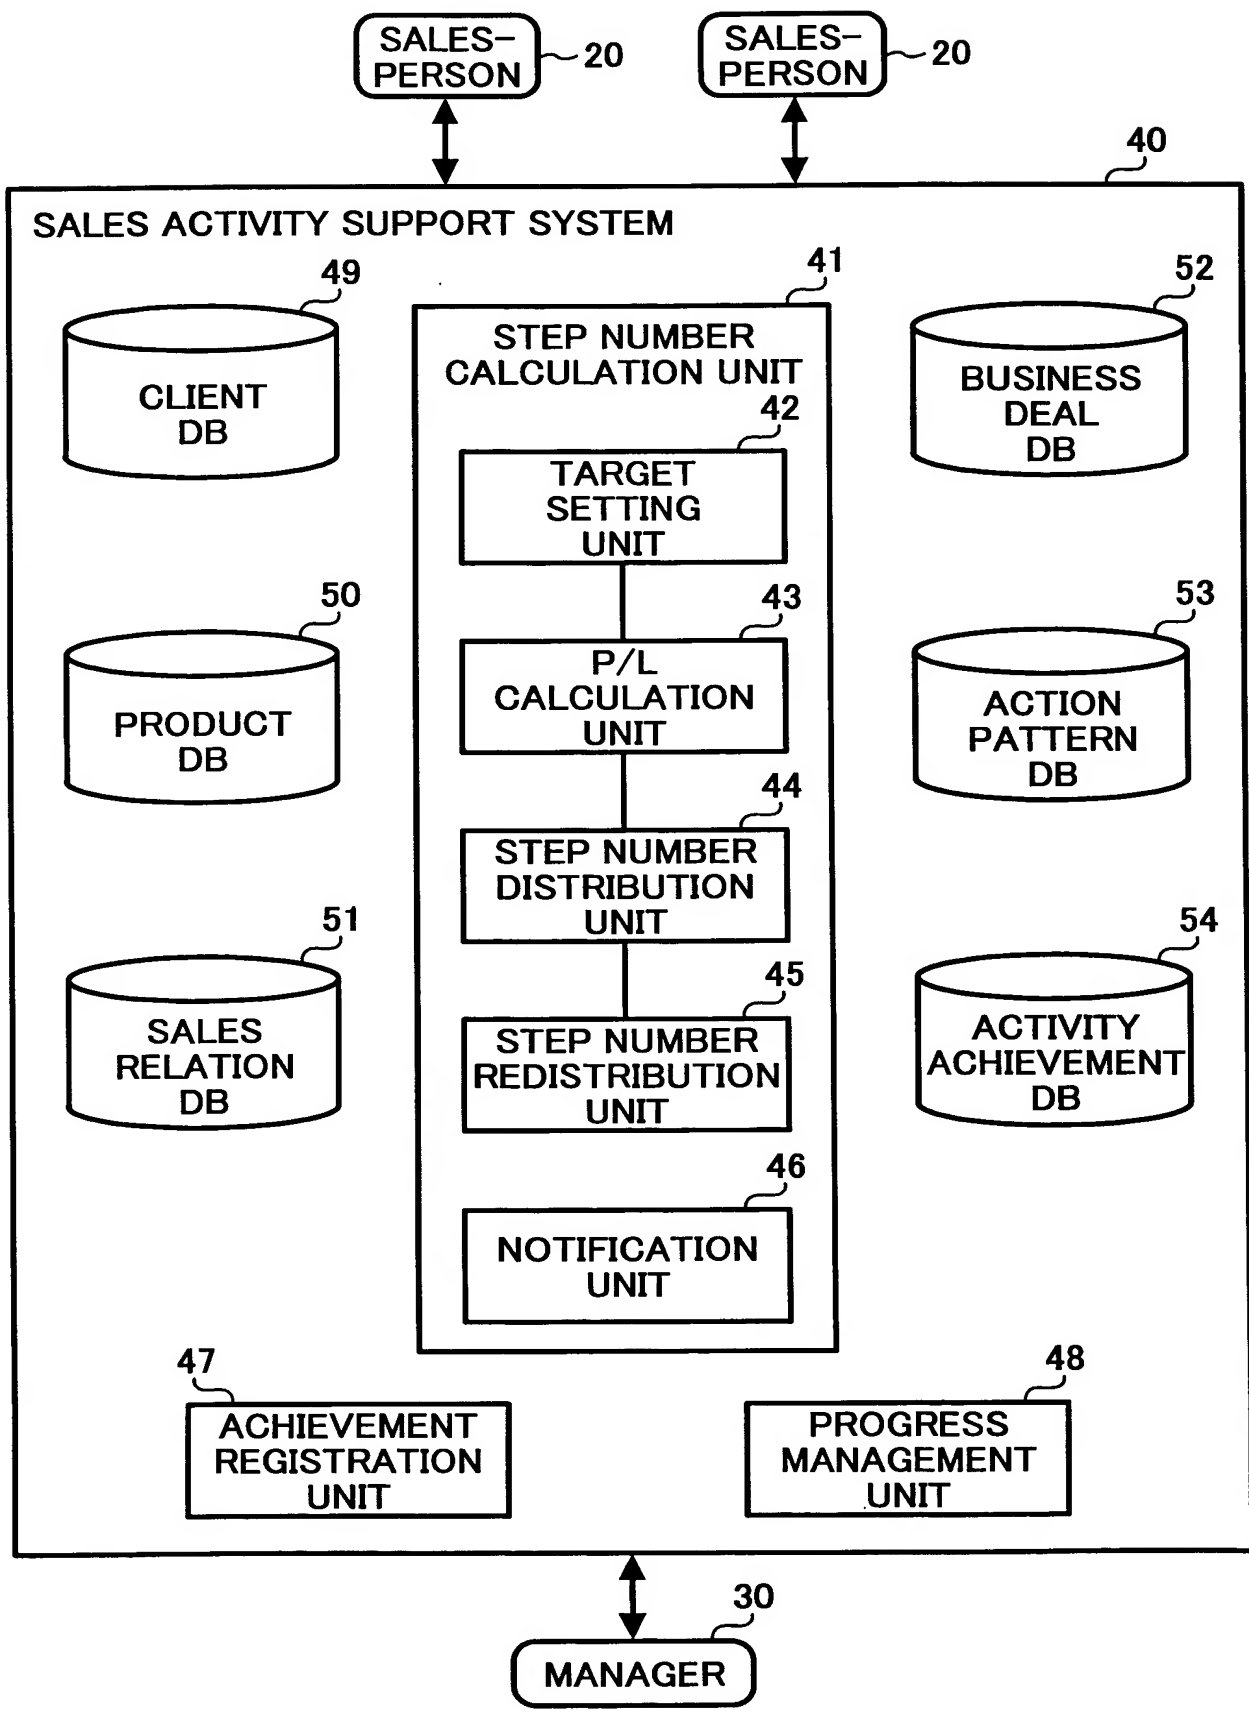 SALES-
PERSON
20
SALES-
PERSON
20
40
SALES ACTIVITY SUPPORT SYSTEM
49
CLIENT
DB
50
PRODUCT
DB
51
SALES
RELATION
DB
41
STEP NUMBER
CALCULATION UNIT
42
TARGET
SETTING
UNIT
43
P/L
CALCULATION
UNIT
44
STEP NUMBER
DISTRIBUTION
UNIT
45
STEP NUMBER
REDISTRIBUTION
UNIT
46
NOTIFICATION
UNIT
52
BUSINESS
DEAL
DB
53
ACTION
PATTERN
DB
54
ACTIVITY
ACHIEVEMENT
DB
47
ACHIEVEMENT
REGISTRATION
UNIT
48
PROGRESS
MANAGEMENT
UNIT
30
MANAGER